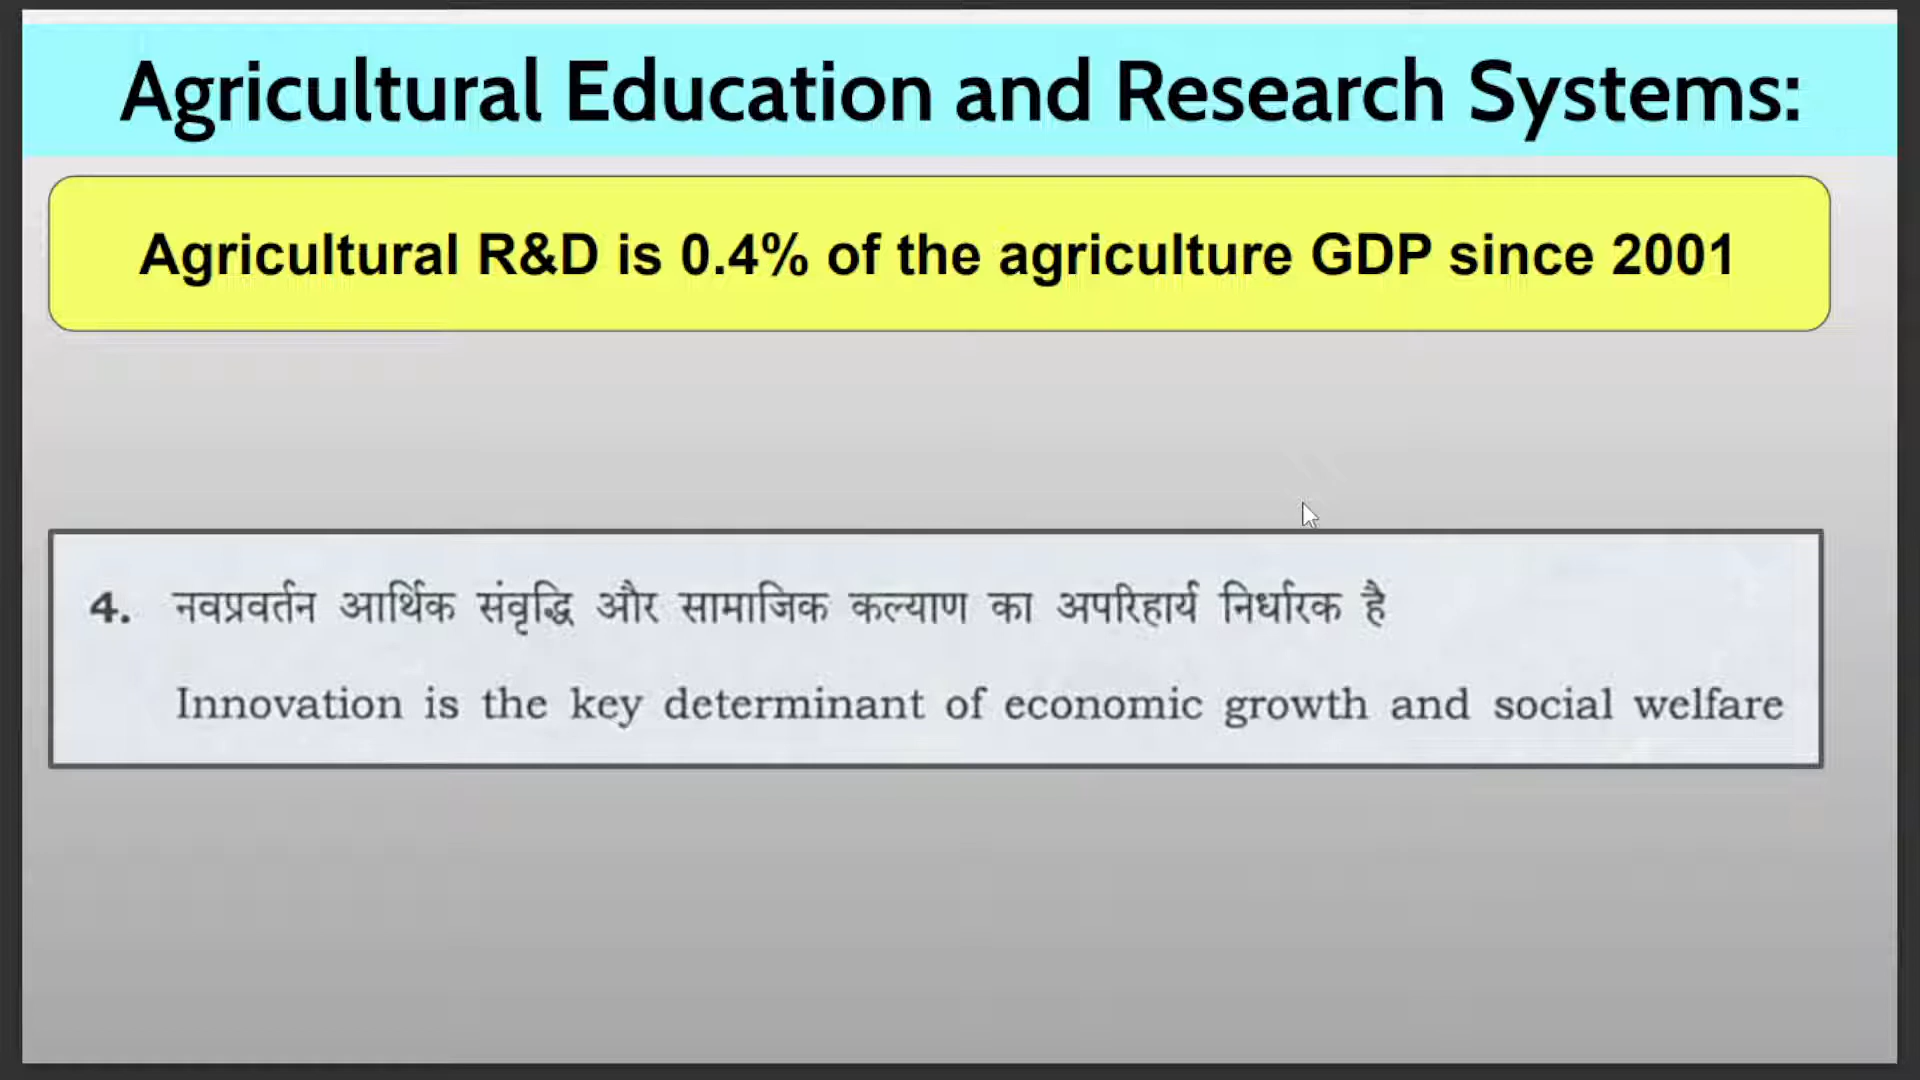 Agricultural Education and Research Systems:
Agricultural R&D is 0.4% of the agriculture GDP since 2001
4. नवप्रवर्तन आर्थिक संवृद्धि और सामाजिक कल्याण का अपरिहार्य निर्धारक है
Innovation is the key determinant of economic growth and social welfare